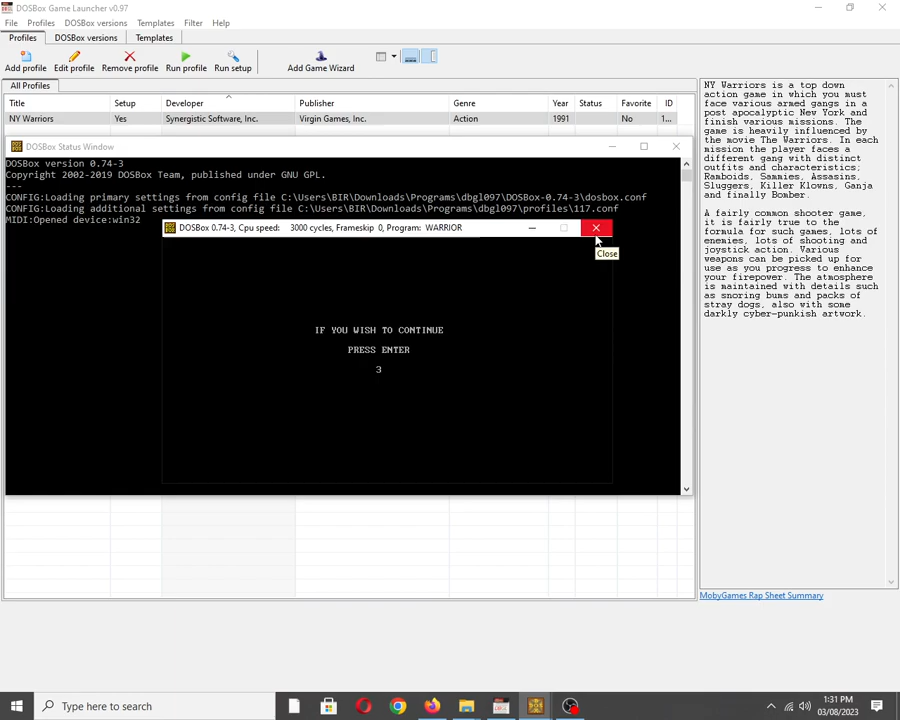 DOSBox Game Launcher v0.97
File Profiles DOSBox versions Templates Filter Help
Profiles DOSBox versions Templates
Add profile Edit profile Remove profile Run profile Run setup Add Game Wizard
All Profiles
Title Setup Developer Publisher Genre Year Status Favorite ID
NY Warriors Yes Synergistic Software, Inc. Virgin Games, Inc. Action 1991 No 1...
DOSBox Status Window
DOSBox version 0.74-3
Copyright 2002-2019 DOSBox Team, published under GNU GPL.
---
CONFIG:Loading primary settings from config file C:\Users\BIR\Downloads\Programs\dbgl097\DOSBox-0.74-3\dosbox.conf
CONFIG:Loading additional settings from config file C:\Users\BIR\Downloads\Programs\dbgl097\profiles\117.conf
MIDI:Opened device:win32
DOSBox 0.74-3, Cpu speed: 3000 cycles, Frameskip 0, Program: WARRIOR
Close
IF YOU WISH TO CONTINUE
PRESS ENTER
3
NY Warriors is a top down
action game in which you must
face various armed gangs in a
post apocalyptic New York and
finish various missions. The
game is heavily influenced by
the movie The Warriors. In each
mission the player faces a
different gang with distinct
outfits and characteristics;
Ramboids, Sammies, Assasins,
Sluggers, Killer Klowns, Ganja
and finally Bomber.
A fairly common shooter game,
it is fairly true to the
formula for such games, lots of
enemies, lots of shooting and
joystick action. Various
weapons can be picked up for
use as you progress to enhance
your firepower. The atmosphere
is maintained with details such
as snoring bums and packs of
stray dogs, also with some
darkly cyber-punkish artwork.
MobyGames Rap Sheet Summary
Type here to search
1:31 PM
03/08/2023